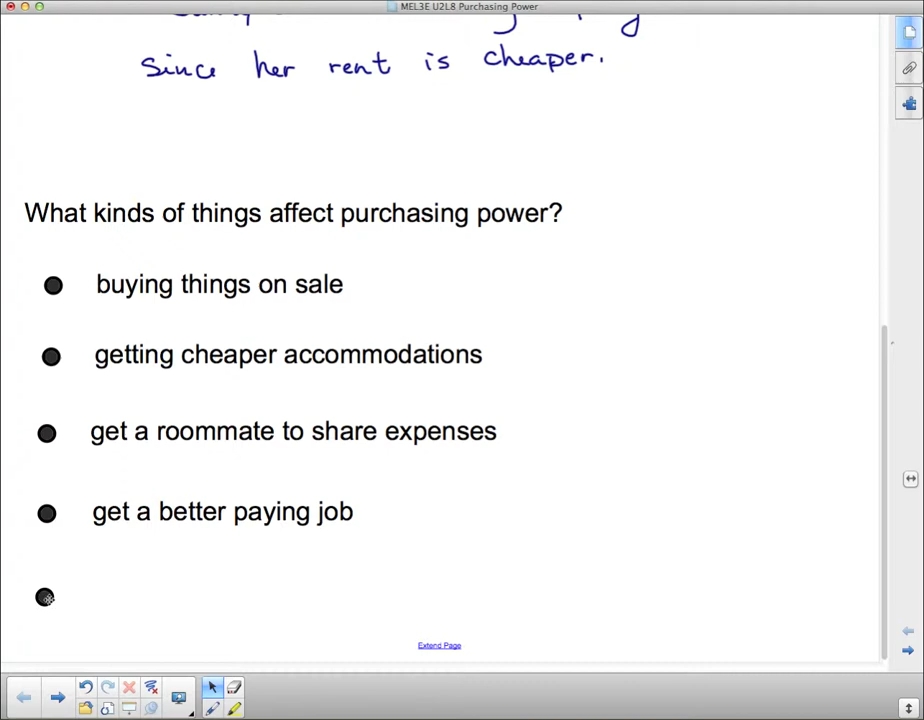 MEL3E U2L8 Purchasing Power
since her rent is cheaper.
What kinds of things affect purchasing power?
buying things on sale
getting cheaper accommodations
get a roommate to share expenses
get a better paying job
Extend Page